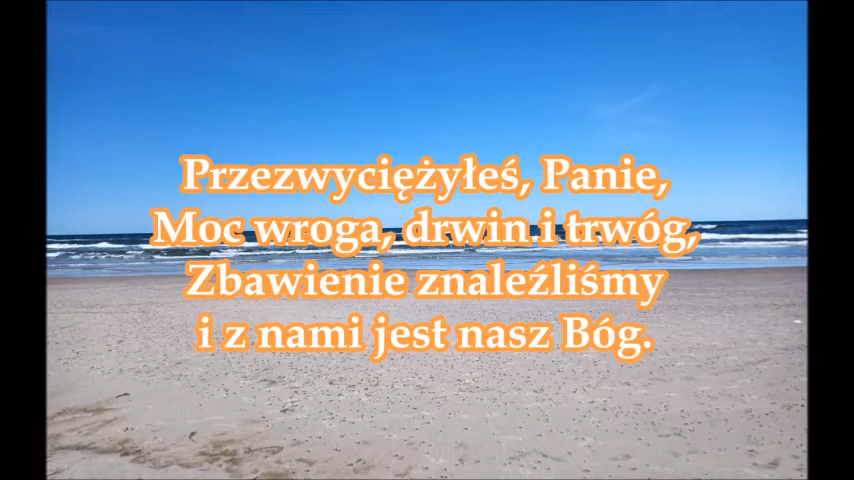 Przezwyciężyłeś, Panie,
Moc wroga, drwin i trwóg,
Zbawienie znaleźliśmy
i z nami jest nasz Bóg.